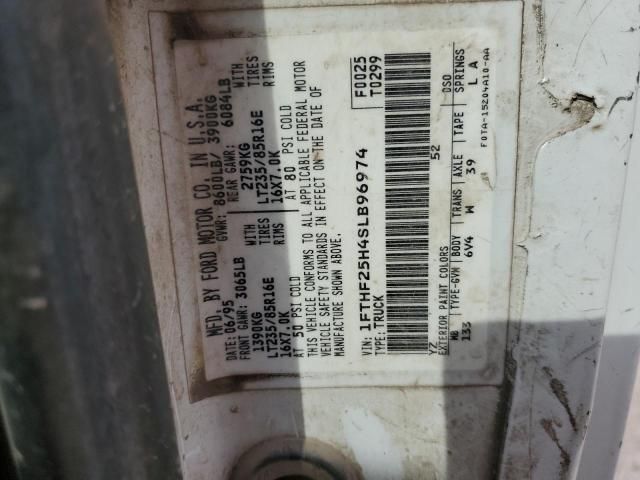 MFD. BY FORD MOTOR CO. IN U.S.A.
DATE: 06/95 GVWR: 8600LB/ 3900KG
FRONT GAWR: 3065LB REAR GAWR: 6084LB
1390KG WITH 2759KG WITH
LT235/85R16E TIRES LT235/85R16E TIRES
16X7.0K RIMS 16X7.0K RIMS
AT 50 PSI COLD AT 80 PSI COLD
THIS VEHICLE CONFORMS TO ALL APPLICABLE FEDERAL MOTOR
VEHICLE SAFETY STANDARDS IN EFFECT ON THE DATE OF
MANUFACTURE SHOWN ABOVE.
F0025
T0299
VIN: 1FTHF25H4SLB96974
TYPE: TRUCK
YZ 52
EXTERIOR PAINT COLORS DSO
WB TYPE-GVW BODY TRANS AXLE TAPE SPRINGS
133 6V4 W 39 L A
F0TA-15204A10-AA